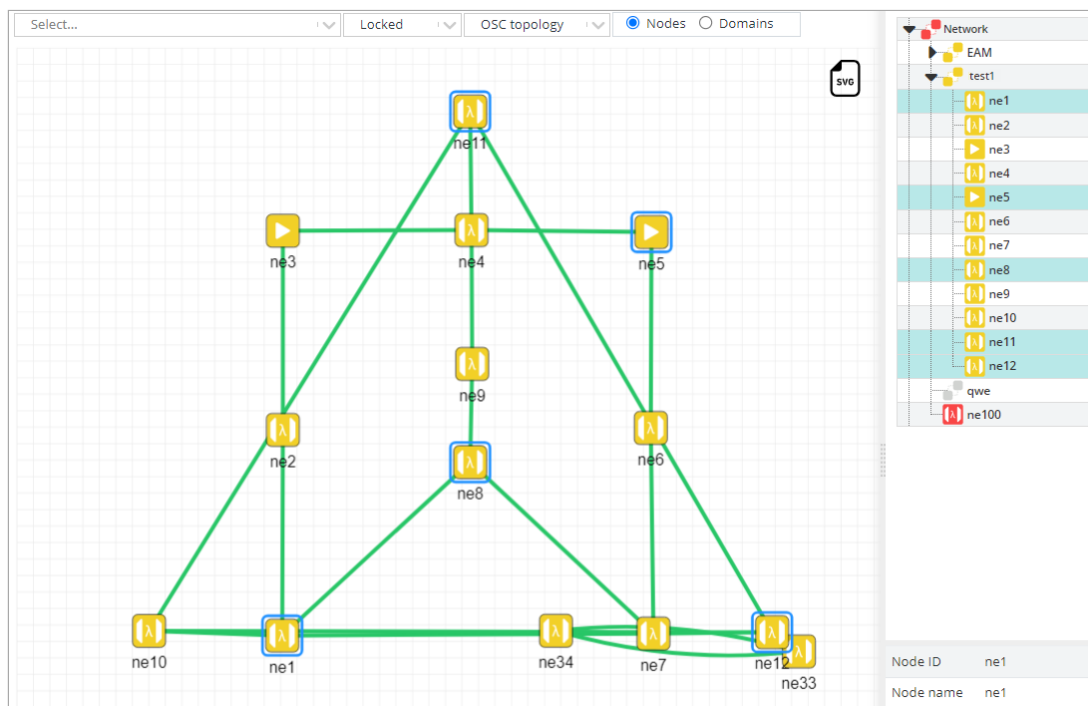 Select...
Locked
OSC topology
Nodes
Domains
SVG
ne11
ne3
ne4
ne5
ne9
ne2
ne6
ne8
ne10
ne1
ne34
ne7
ne12
ne33
Network
EAM
test1
ne1
ne2
ne3
ne4
ne5
ne6
ne7
ne8
ne9
ne10
ne11
ne12
qwe
ne100
Node ID ne1
Node name ne1